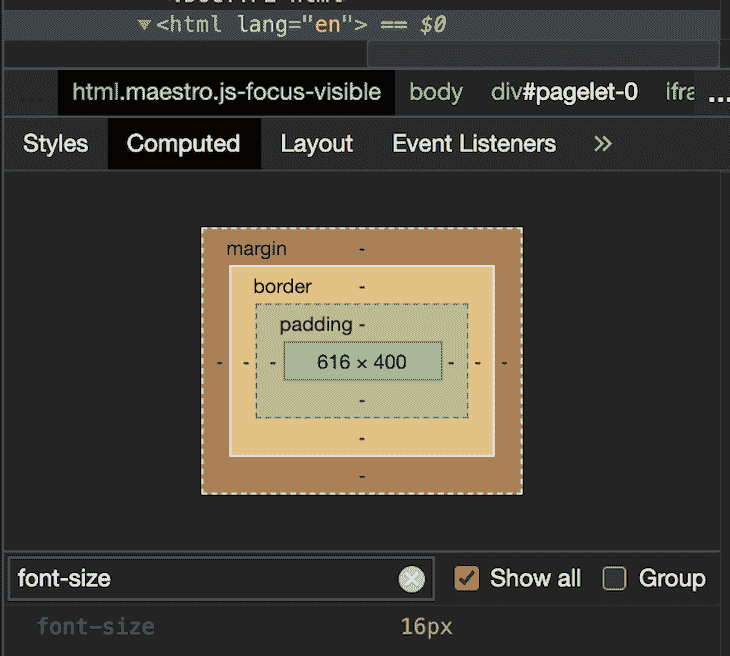 ▼<html lang="en"> == $0
... html.maestro.js-focus-visible body div#pagelet-0 ifra ...
Styles Computed Layout Event Listeners »
margin -
border -
padding -
- - - 616 × 400 - - -
-
-
-
font-size Show all Group
font-size 16px